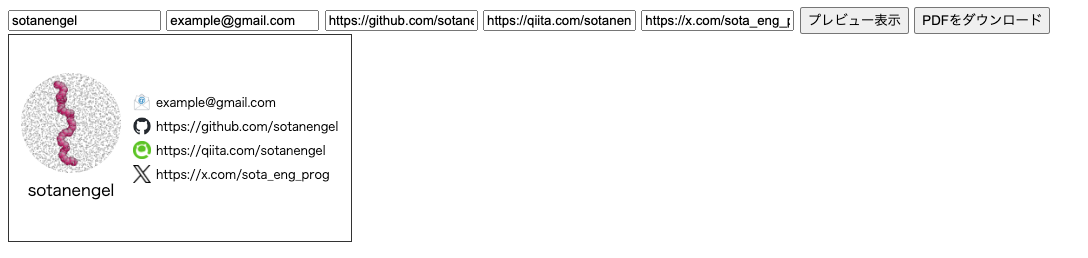 sotanengel example@gmail.com https://github.com/sotane https://qiita.com/sotanen https://x.com/sota_eng_p プレビュー表示 PDFをダウンロード
example@gmail.com
https://github.com/sotanengel
https://qiita.com/sotanengel
https://x.com/sota_eng_prog
sotanengel